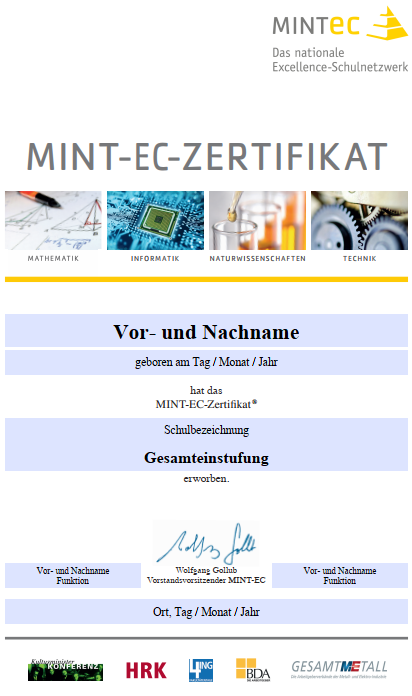 MINTec
Das nationale
Excellence-Schulnetzwerk
MINT-EC-ZERTIFIKAT
MATHEMATIK
INFORMATIK
NATURWISSENSCHAFTEN
TECHNIK
Vor- und Nachname
geboren am Tag / Monat / Jahr
hat das
MINT-EC-Zertifikat®
Schulbezeichnung
Gesamteinstufung
erworben.
Vor- und Nachname
Funktion
Wolfgang Gollub
Vorstandsvorsitzender MINT-EC
Vor- und Nachname
Funktion
Ort, Tag / Monat / Jahr
Kultusminister
KONFERENZ
HRK
ING
BDA
DIE ARBEITGEBER
GESAMTMETALL
Die Arbeitgeberverbände der Metall- und Elektro-Industrie